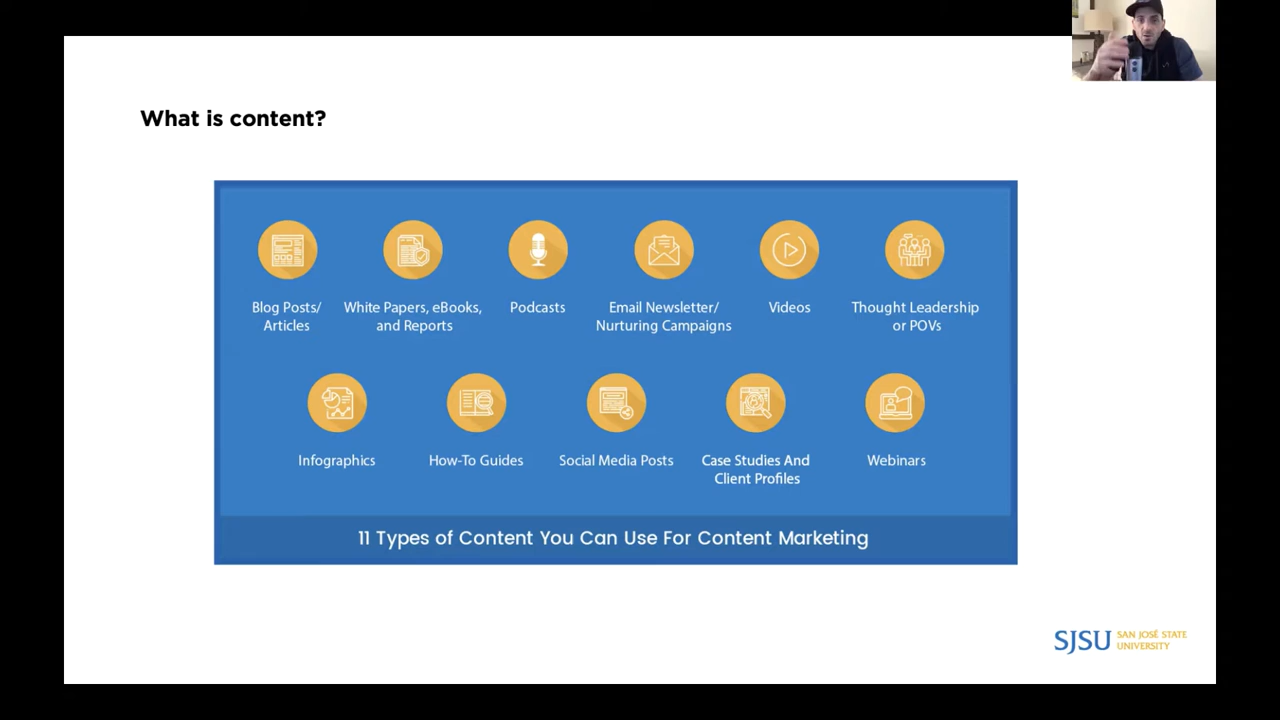 What is content?
Blog Posts/
Articles
White Papers, eBooks,
and Reports
Podcasts
Email Newsletter/
Nurturing Campaigns
Videos
Thought Leadership
or POVs
Infographics
How-To Guides
Social Media Posts
Case Studies And
Client Profiles
Webinars
11 Types of Content You Can Use For Content Marketing
SJSU
SAN JOSÉ STATE
UNIVERSITY